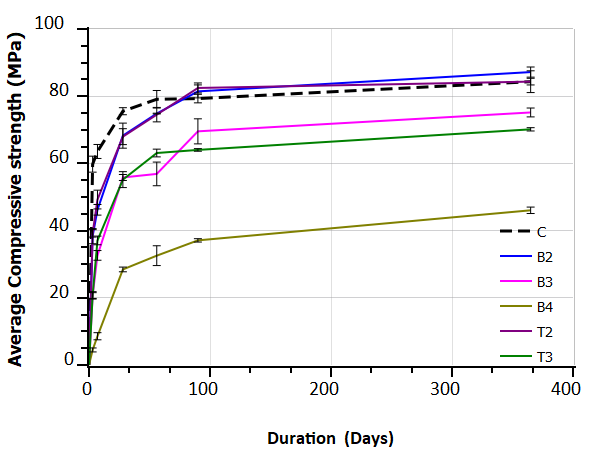 Average Compressive strength (MPa)
100
80
60
40
20
0
C
B2
B3
B4
T2
T3
0 100 200 300 400
Duration (Days)